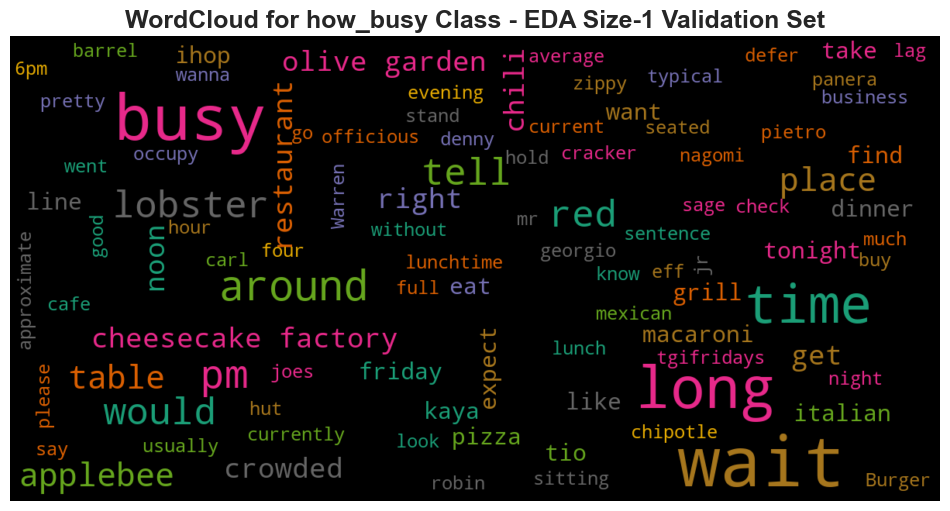 WordCloud for how_busy Class - EDA Size-1 Validation Set
barrel
ihop
olive garden
chili
average
defer
take
lag
6pm
wanna
zippy
typical
panera
pretty
busy
restaurant
evening
want
business
stand
go
officious
denny
current
seated
pietro
occupy
hold
cracker
nagomi
find
went
tell
place
line
lobster
Warren
right
mr
red
sage
check
dinner
good
hour
noon
without
sentence
tonight
much
approximate
carl
four
lunchtime
georgio
know
eff
jr
buy
cafe
around
full
eat
grill
time
mexican
cheesecake factory
expect
lunch
macaroni
tgifridays
get
table
pm
joes
friday
long
night
please
would
hut
kaya
like
italian
say
usually
currently
look
pizza
chipotle
tio
wait
applebee
crowded
robin
sitting
Burger